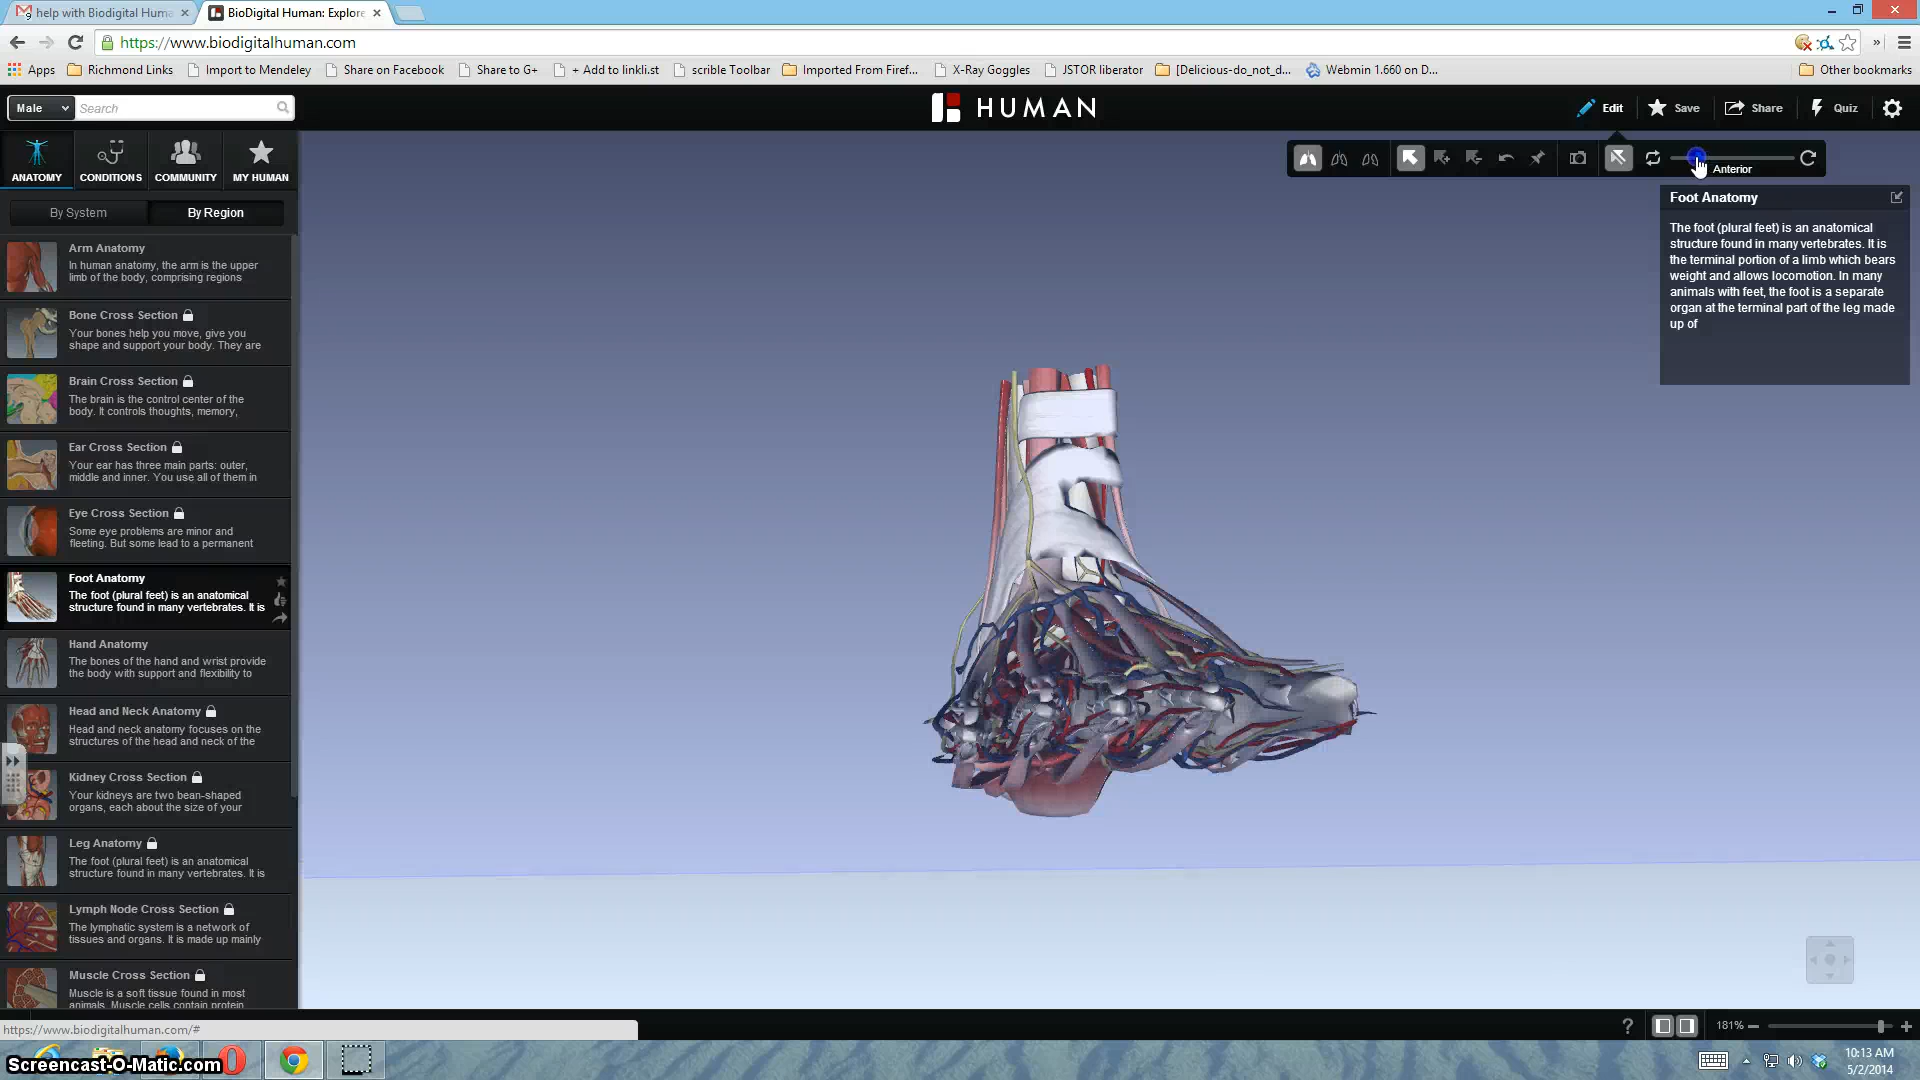 help with Biodigital Huma
BioDigital Human: Explore
https://www.biodigitalhuman.com
Apps
Richmond Links
Import to Mendeley
Share on Facebook
Share to G+
+ Add to linkli.st
scrible Toolbar
Imported From Firef...
X-Ray Goggles
JSTOR liberator
[Delicious-do_not_d...
Webmin 1.660 on D...
Other bookmarks
Male
Search
HUMAN
Edit
Save
Share
Quiz
ANATOMY
CONDITIONS
COMMUNITY
MY HUMAN
Anterior
By System
By Region
Foot Anatomy
The foot (plural feet) is an anatomical
structure found in many vertebrates. It is
the terminal portion of a limb which bears
weight and allows locomotion. In many
animals with feet, the foot is a separate
organ at the terminal part of the leg made
up of
Arm Anatomy
In human anatomy, the arm is the upper
limb of the body, comprising regions
Bone Cross Section
Your bones help you move, give you
shape and support your body. They are
Brain Cross Section
The brain is the control center of the
body. It controls thoughts, memory,
Ear Cross Section
Your ear has three main parts: outer,
middle and inner. You use all of them in
Eye Cross Section
Some eye problems are minor and
fleeting. But some lead to a permanent
Foot Anatomy
The foot (plural feet) is an anatomical
structure found in many vertebrates. It is
Hand Anatomy
The bones of the hand and wrist provide
the body with support and flexibility to
Head and Neck Anatomy
Head and neck anatomy focuses on the
structures of the head and neck of the
Kidney Cross Section
Your kidneys are two bean-shaped
organs, each about the size of your
Leg Anatomy
The foot (plural feet) is an anatomical
structure found in many vertebrates. It is
Lymph Node Cross Section
The lymphatic system is a network of
tissues and organs. It is made up mainly
Muscle Cross Section
Muscle is a soft tissue found in most
animals. Muscle cells contain protein
https://www.biodigitalhuman.com/#
?
181%
Screencast-O-Matic.com
10:13 AM
5/2/2014